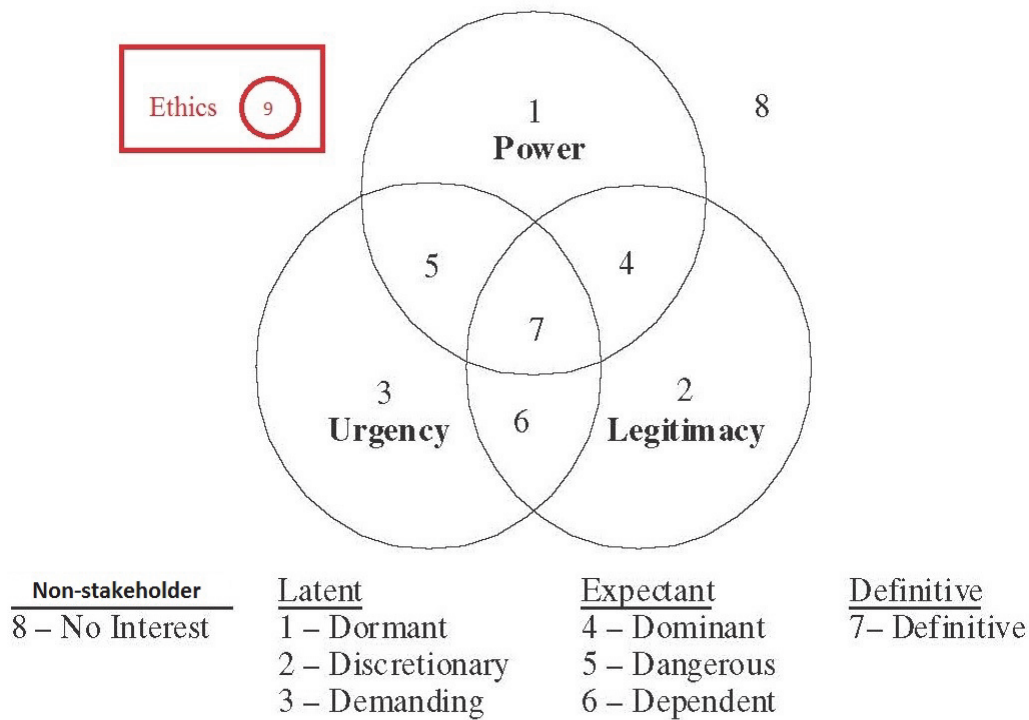 Ethics 9
1
Power
8
5
4
7
3
Urgency
6
2
Legitimacy
Non-stakeholder
8 – No Interest
Latent
1 – Dormant
2 – Discretionary
3 – Demanding
Expectant
4 – Dominant
5 – Dangerous
6 – Dependent
Definitive
7– Definitive